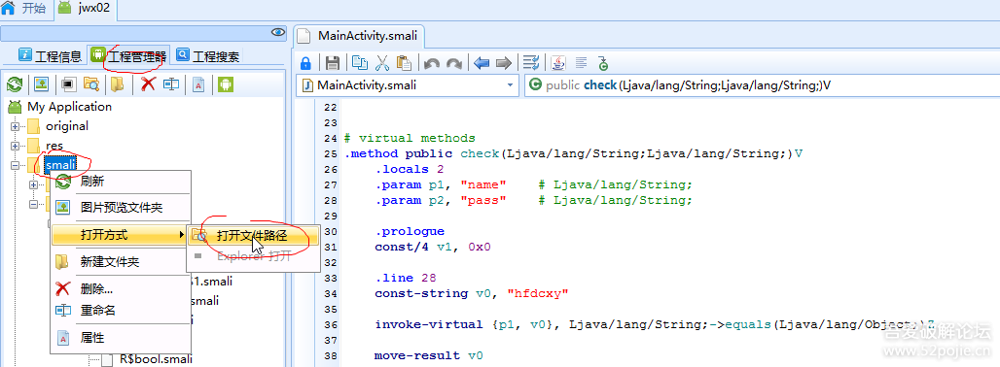 开始 jwx02
工程信息 工程管理器 工程搜索
My Application
original
res
smali
刷新
图片预览文件夹
打开方式
新建文件夹
删除...
重命名
属性
打开文件路径
Explorer 打开
$1.smali
smali
li
R$bool.smali
MainActivity.smali
MainActivity.smali public check(Ljava/lang/String;Ljava/lang/String;)V
22
23
24 # virtual methods
25 .method public check(Ljava/lang/String;Ljava/lang/String;)V
26 .locals 2
27 .param p1, "name" # Ljava/lang/String;
28 .param p2, "pass" # Ljava/lang/String;
29
30 .prologue
31 const/4 v1, 0x0
32
33 .line 28
34 const-string v0, "hfdcxy"
35
36 invoke-virtual {p1, v0}, Ljava/lang/String;->equals(Ljava/lang/Object;)Z
37
38 move-result v0
吾爱破解论坛
www.52pojie.cn